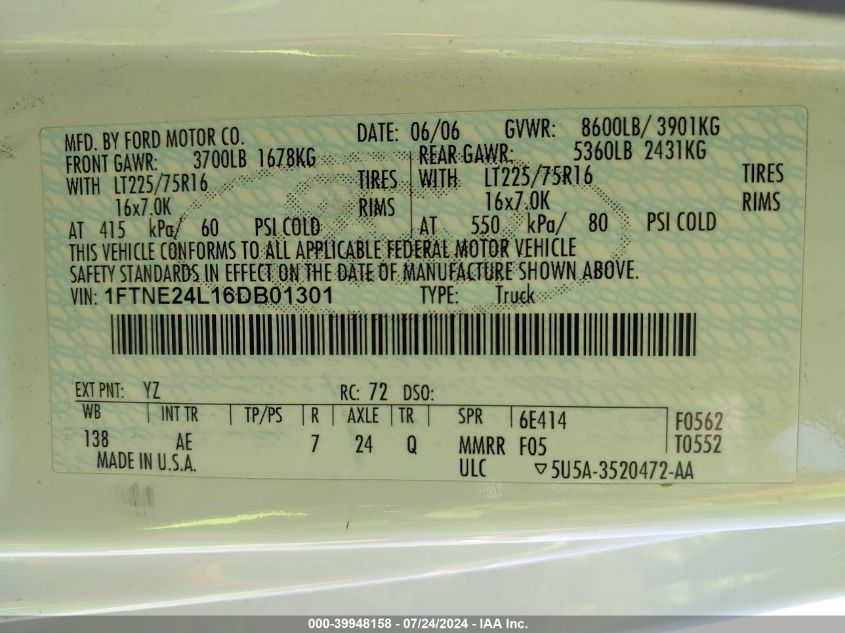 MFD. BY FORD MOTOR CO. DATE: 06/06 GVWR: 8600LB/ 3901KG
FRONT GAWR: 3700LB 1678KG REAR GAWR: 5360LB 2431KG
WITH LT225/75R16 TIRES WITH LT225/75R16 TIRES
16x7.0K RIMS 16x7.0K RIMS
AT 415 kPa/ 60 PSI COLD AT 550 kPa/ 80 PSI COLD
THIS VEHICLE CONFORMS TO ALL APPLICABLE FEDERAL MOTOR VEHICLE
SAFETY STANDARDS IN EFFECT ON THE DATE OF MANUFACTURE SHOWN ABOVE.
VIN: 1FTNE24L16DB01301 TYPE: Truck
EXT PNT: YZ RC: 72 DSO:
WB INT TR TP/PS R AXLE TR SPR 6E414 F0562
138 AE 7 24 Q MMRR F05 T0552
MADE IN U.S.A. ULC ▽5U5A-3520472-AA
000-39948158 - 07/24/2024 - IAA Inc.